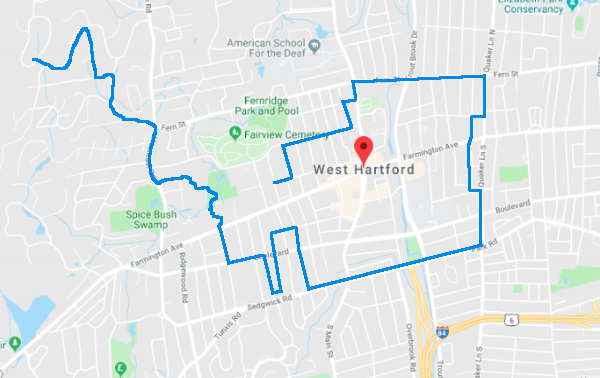 Elizabeth Park
Conservancy
Quaker Ln N
American School
For the Deaf
Trout Brook Dr
Fern St
Fernridge
Park and Pool
Fern St
Fairview Cemetery
Farmington Ave
West Hartford
Quaker Ln S
Spice Bush
Swamp
Boulevard
Farmington Ave
Boulevard
Park Rd
Ridgewood Rd
Sedgwick Rd
Tunxis Rd
S Main St
Overbrook Rd
84
6
Quaker Ln S